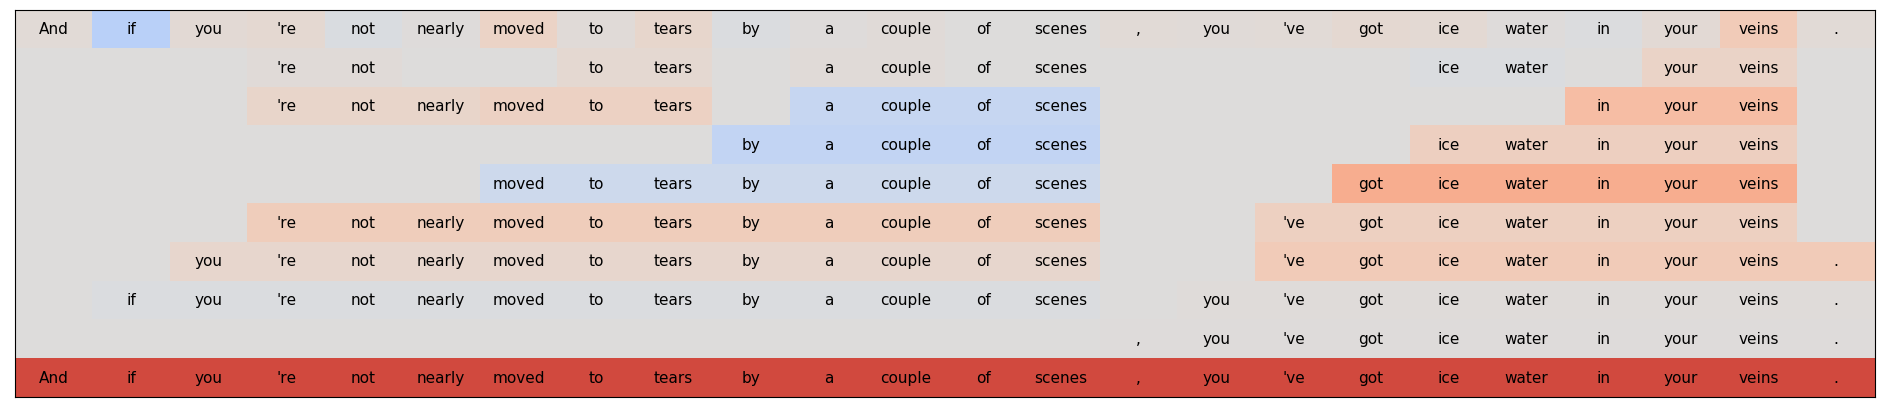 And if you 're not nearly moved to tears by a couple of scenes , you 've got ice water in your veins .
're not to tears a couple of scenes ice water your veins
're not nearly moved to tears a couple of scenes in your veins
by a couple of scenes ice water in your veins
moved to tears by a couple of scenes got ice water in your veins
're not nearly moved to tears by a couple of scenes 've got ice water in your veins
you 're not nearly moved to tears by a couple of scenes 've got ice water in your veins .
if you 're not nearly moved to tears by a couple of scenes you 've got ice water in your veins .
, you 've got ice water in your veins .
And if you 're not nearly moved to tears by a couple of scenes , you 've got ice water in your veins .